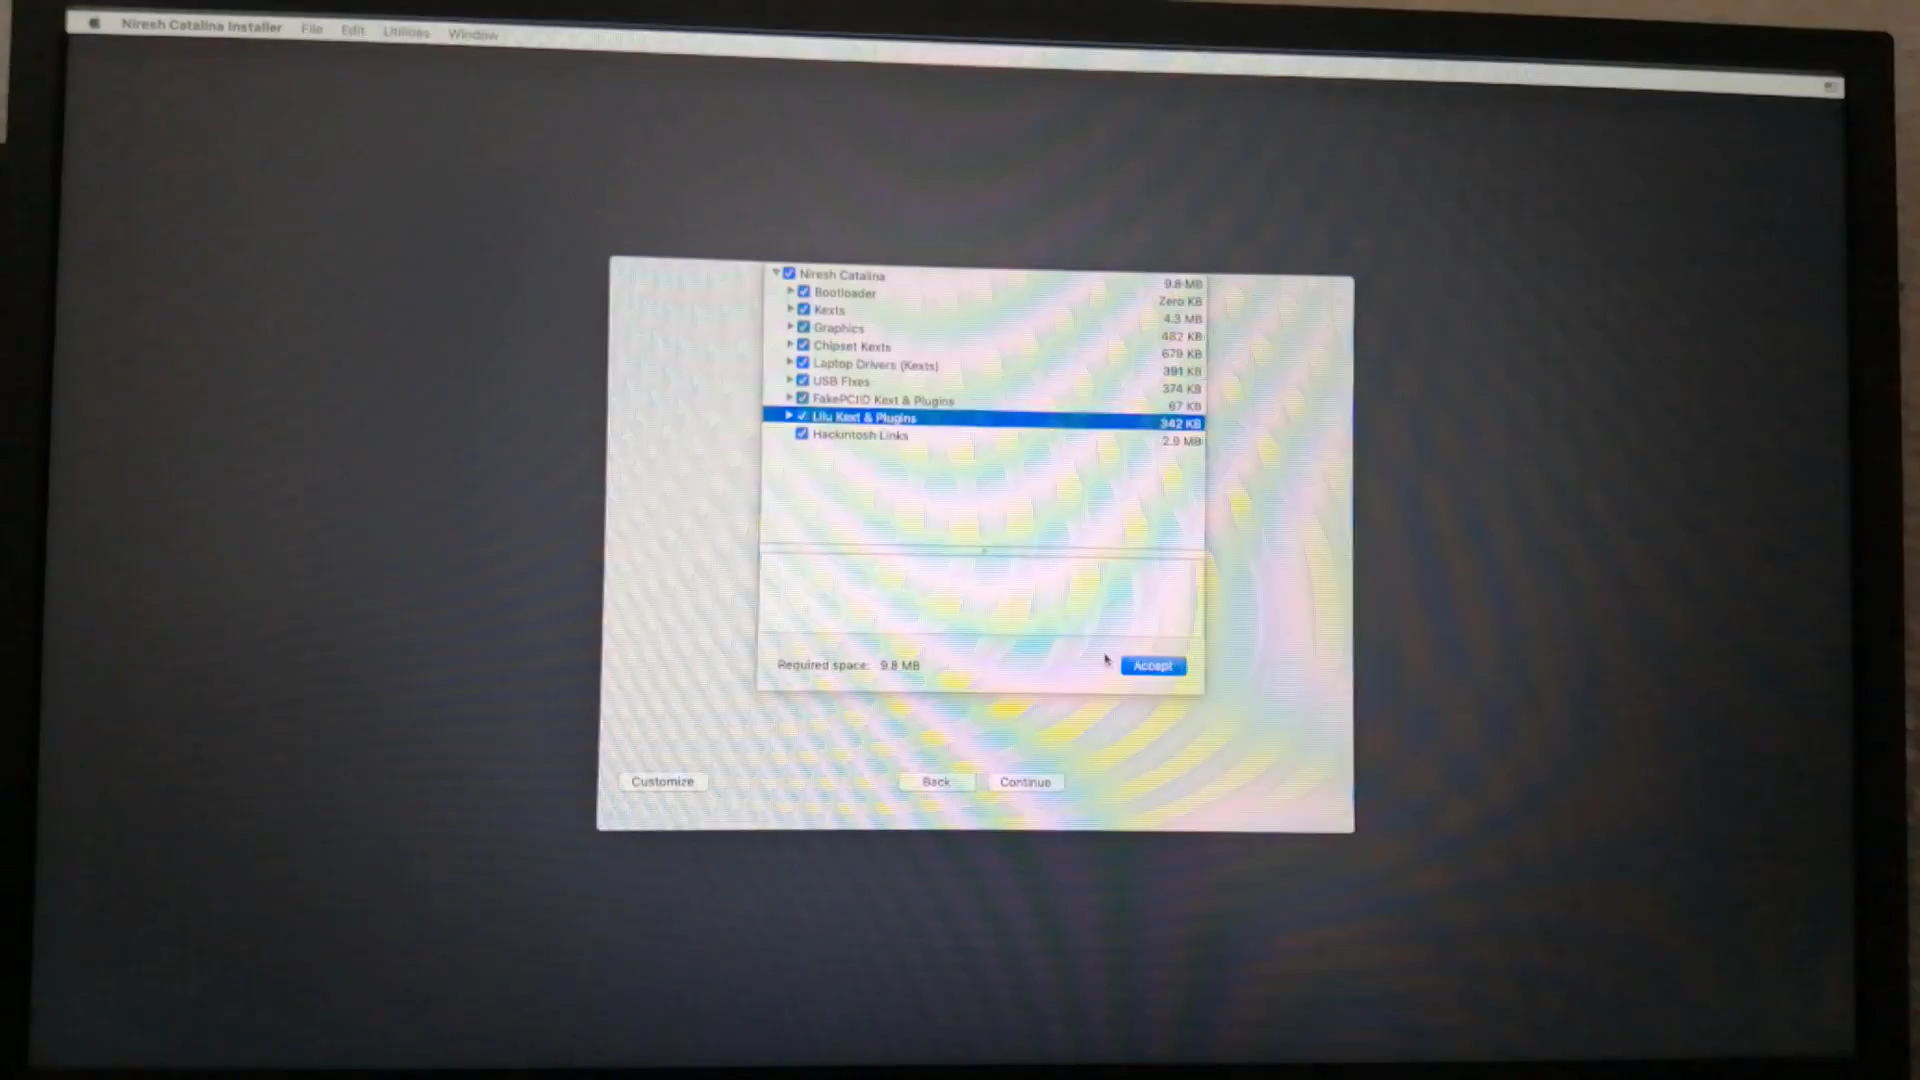 Niresh Catalina Installer File Edit Utilities Window
Niresh Catalina 9.8 MB
Bootloader Zero KB
Kexts 4.3 MB
Graphics 482 KB
Chipset Kexts 679 KB
Laptop Drivers (Kexts) 391 KB
USB Fixes 374 KB
FakePCIID Kext & Plugins 67 KB
Lilu Kext & Plugins 342 KB
Hackintosh Links 2.9 MB
Required space: 9.8 MB
Accept
Customize Back Continue